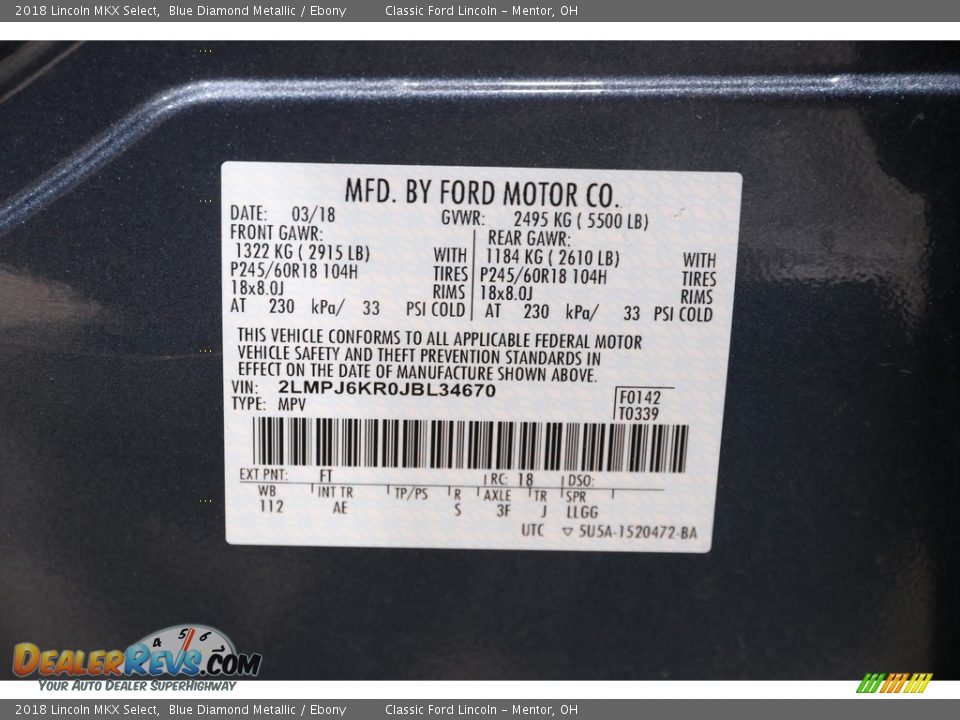 2018 Lincoln MKX Select,  Blue Diamond Metallic / Ebony    Classic Ford Lincoln - Mentor, OH
MFD. BY FORD MOTOR CO.
DATE: 03/18 GVWR: 2495 KG ( 5500 LB)
FRONT GAWR: REAR GAWR:
1322 KG ( 2915 LB) WITH 1184 KG ( 2610 LB) WITH
P245/60R18 104H TIRES P245/60R18 104H TIRES
18x8.0J RIMS 18x8.0J RIMS
AT 230 kPa/ 33 PSI COLD AT 230 kPa/ 33 PSI COLD
THIS VEHICLE CONFORMS TO ALL APPLICABLE FEDERAL MOTOR
VEHICLE SAFETY AND THEFT PREVENTION STANDARDS IN
EFFECT ON THE DATE OF MANUFACTURE SHOWN ABOVE.
VIN: 2LMPJ6KR0JBL34670 F0142
TYPE: MPV T0339
EXT PNT: FT RC: 18 DSO:
WB INT TR TP/PS R AXLE TR SPR
112 AE S 3F J LLGG
UTC ▽ 5U5A-1520472-BA
4 5 6
DEALERREVS.COM
YOUR AUTO DEALER SUPERHIGHWAY
2018 Lincoln MKX Select,  Blue Diamond Metallic / Ebony    Classic Ford Lincoln - Mentor, OH